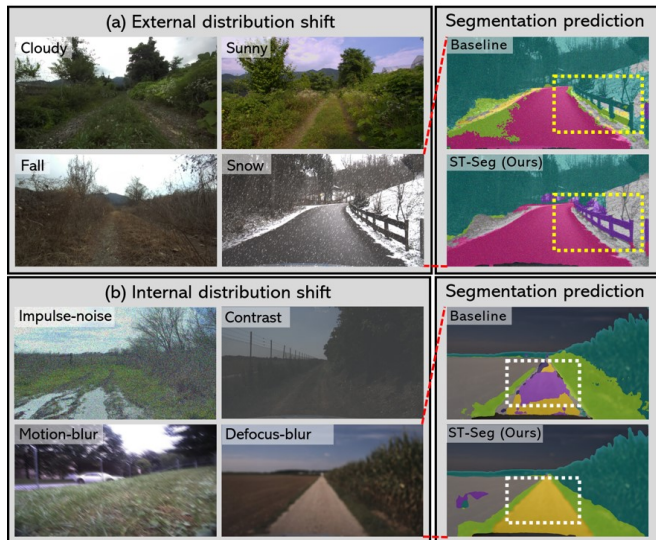 (a) External distribution shift
Cloudy
Sunny
Fall
Snow
Segmentation prediction
Baseline
ST-Seg (Ours)
(b) Internal distribution shift
Impulse-noise
Contrast
Motion-blur
Defocus-blur
Segmentation prediction
Baseline
ST-Seg (Ours)